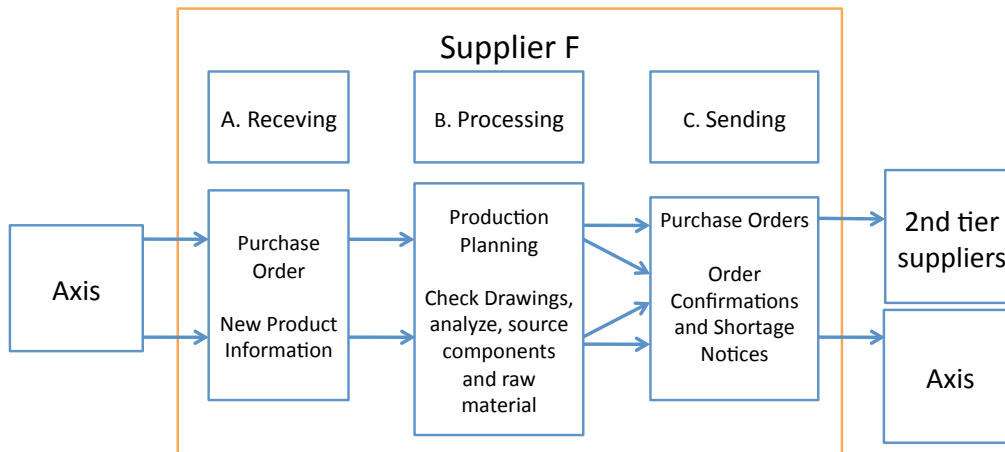 Supplier F
A. Receving
B. Processing
C. Sending
Axis
Purchase
Order
New Product
Information
Production
Planning
Check Drawings,
analyze, source
components
and raw
material
Purchase Orders
Order
Confirmations
and Shortage
Notices
2nd tier
suppliers
Axis